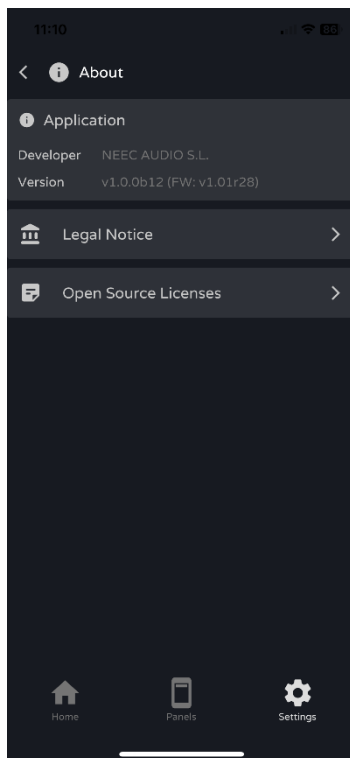 11:10
86
About
Application
Developer NEEC AUDIO S.L.
Version v1.0.0b12 (FW: v1.01r28)
Legal Notice
Open Source Licenses
Home
Panels
Settings